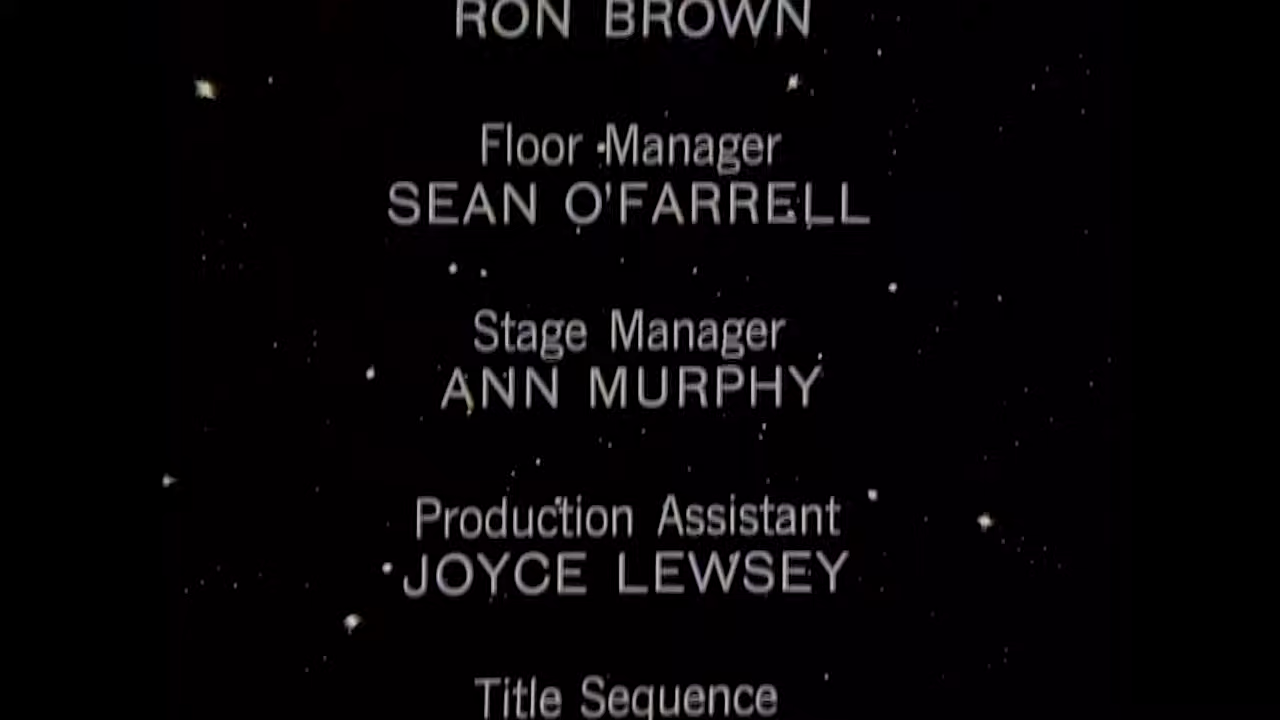 RON BROWN
Floor Manager
SEAN O'FARRELL
Stage Manager
ANN MURPHY
Production Assistant
JOYCE LEWSEY
Title Sequence